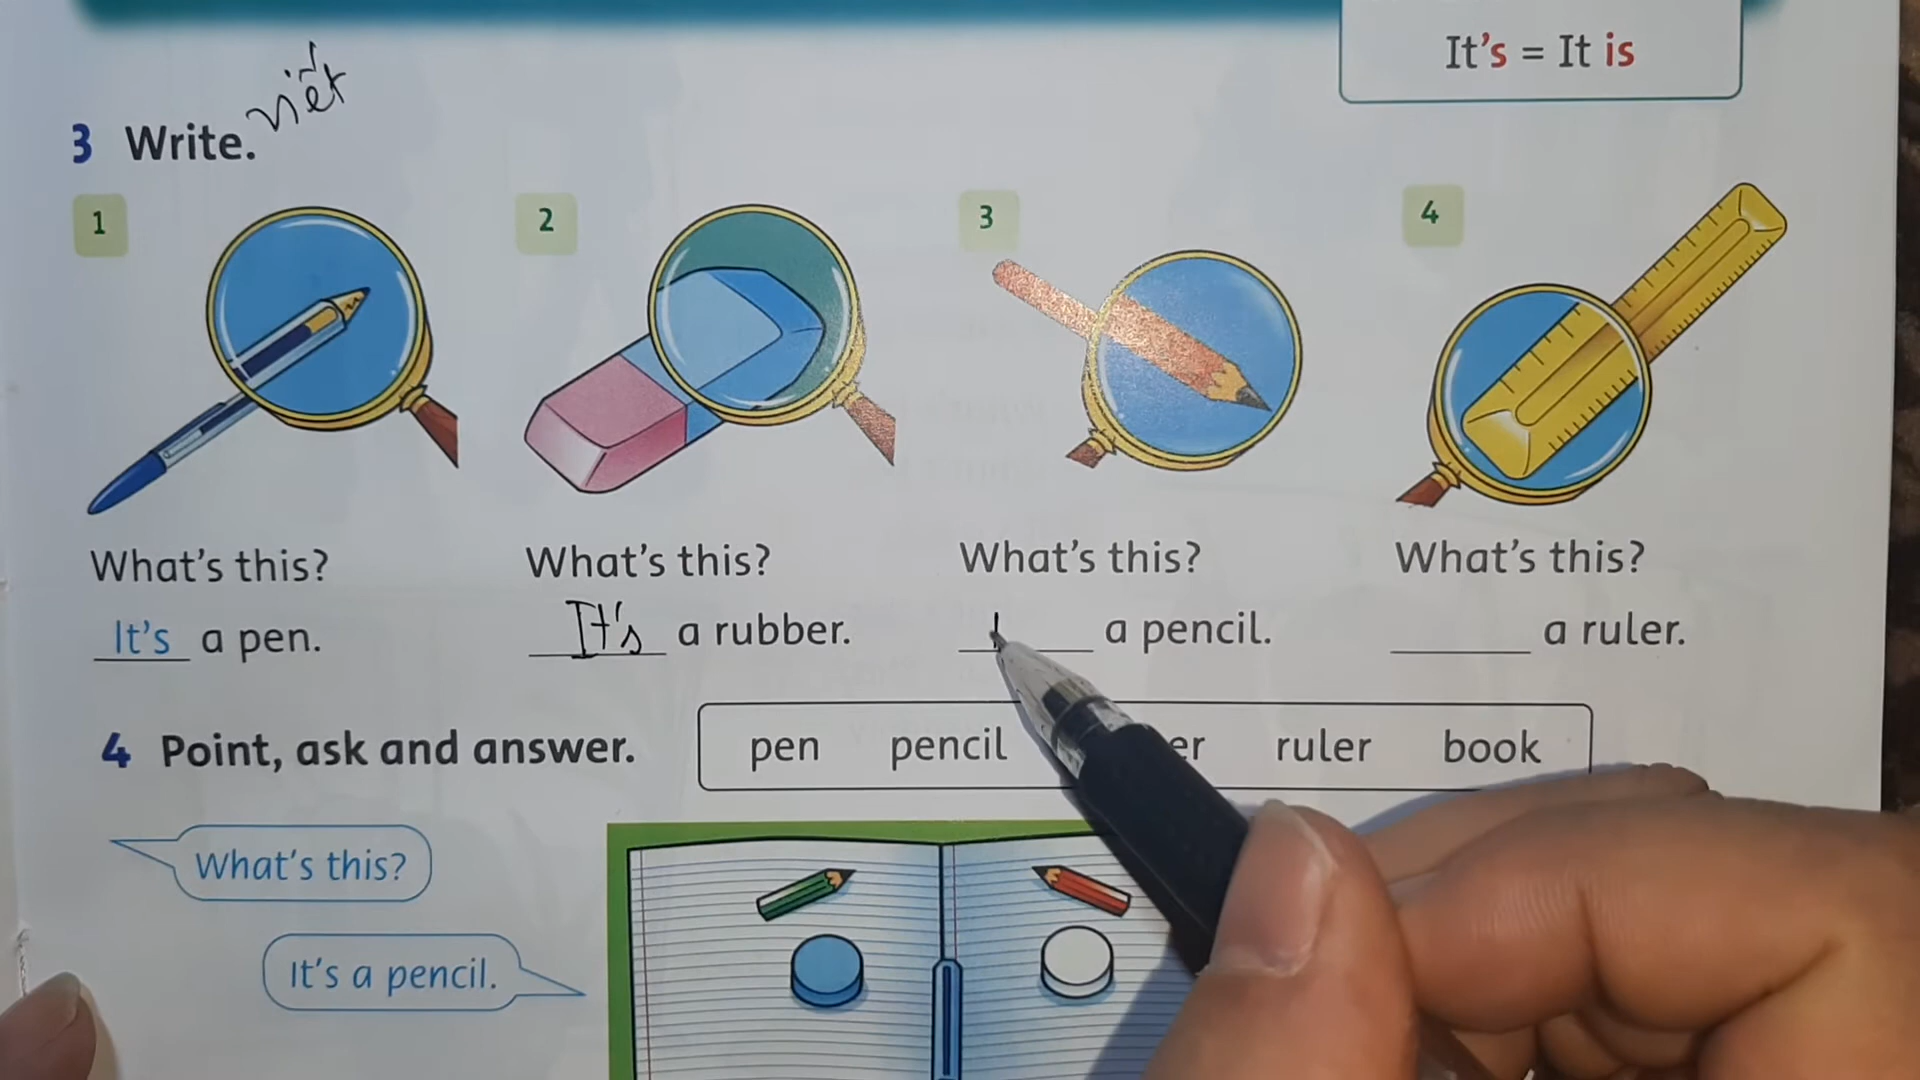 It's = It is
3 Write. viết
1
2
3
4
What's this?
It's a pen.
What's this?
It's a rubber.
What's this?
I a pencil.
What's this?
a ruler.
4 Point, ask and answer.
pen pencil er ruler book
What's this?
It's a pencil.